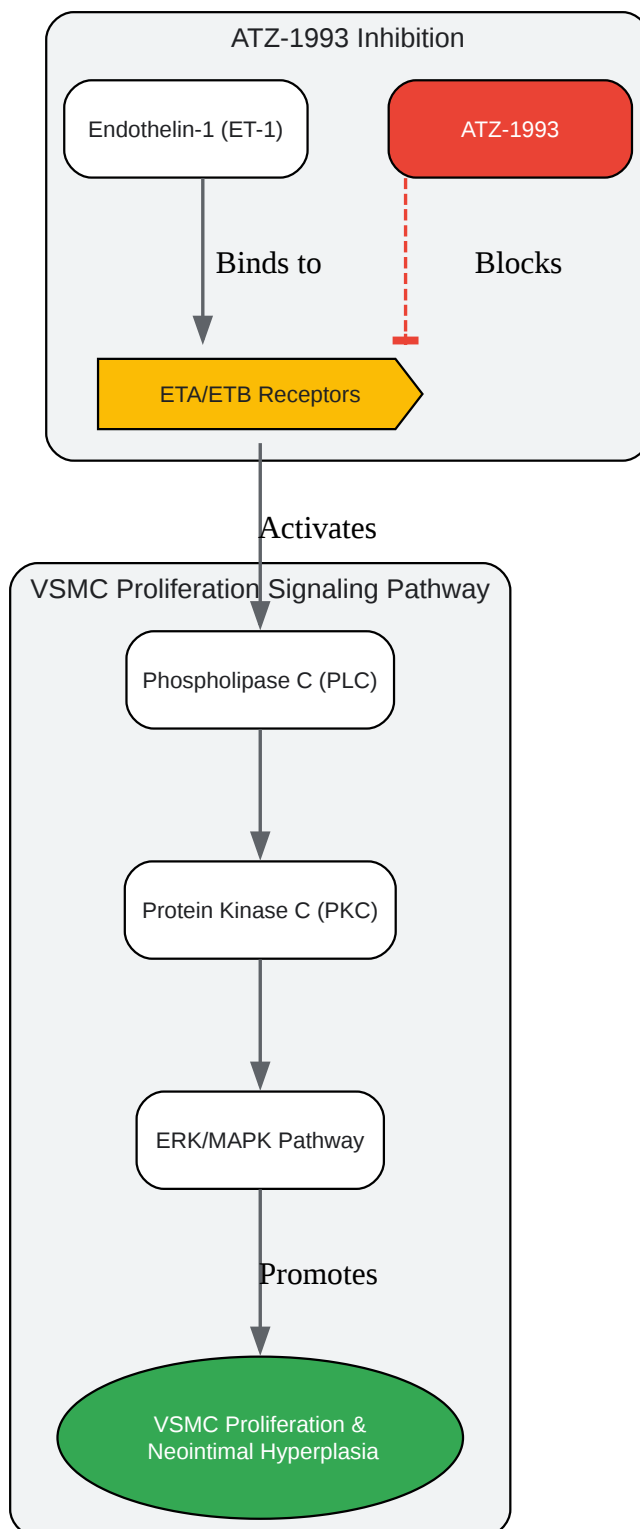 ATZ-1993 Inhibition
Endothelin-1 (ET-1)
ATZ-1993
Binds to
Blocks
ETA/ETB Receptors
Activates
VSMC Proliferation Signaling Pathway
Phospholipase C (PLC)
Protein Kinase C (PKC)
ERK/MAPK Pathway
Promotes
VSMC Proliferation &
Neointimal Hyperplasia